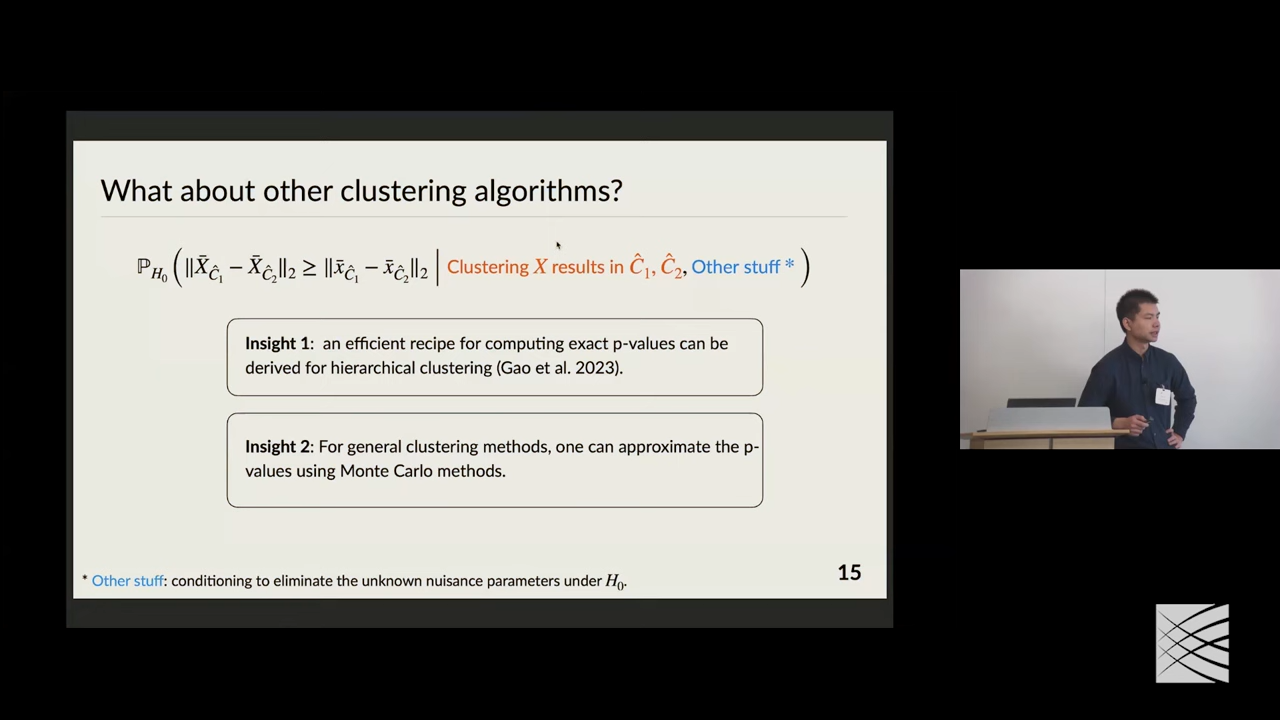 What about other clustering algorithms?
ℙ_{H₀}(‖X̄_{Ĉ₁} − X̄_{Ĉ₂}‖₂ ≥ ‖x̄_{Ĉ₁} − x̄_{Ĉ₂}‖₂ | Clustering X results in Ĉ₁, Ĉ₂, Other stuff *)
Insight 1: an efficient recipe for computing exact p-values can be
derived for hierarchical clustering (Gao et al. 2023).
Insight 2: For general clustering methods, one can approximate the p-
values using Monte Carlo methods.
* Other stuff: conditioning to eliminate the unknown nuisance parameters under H₀.
15